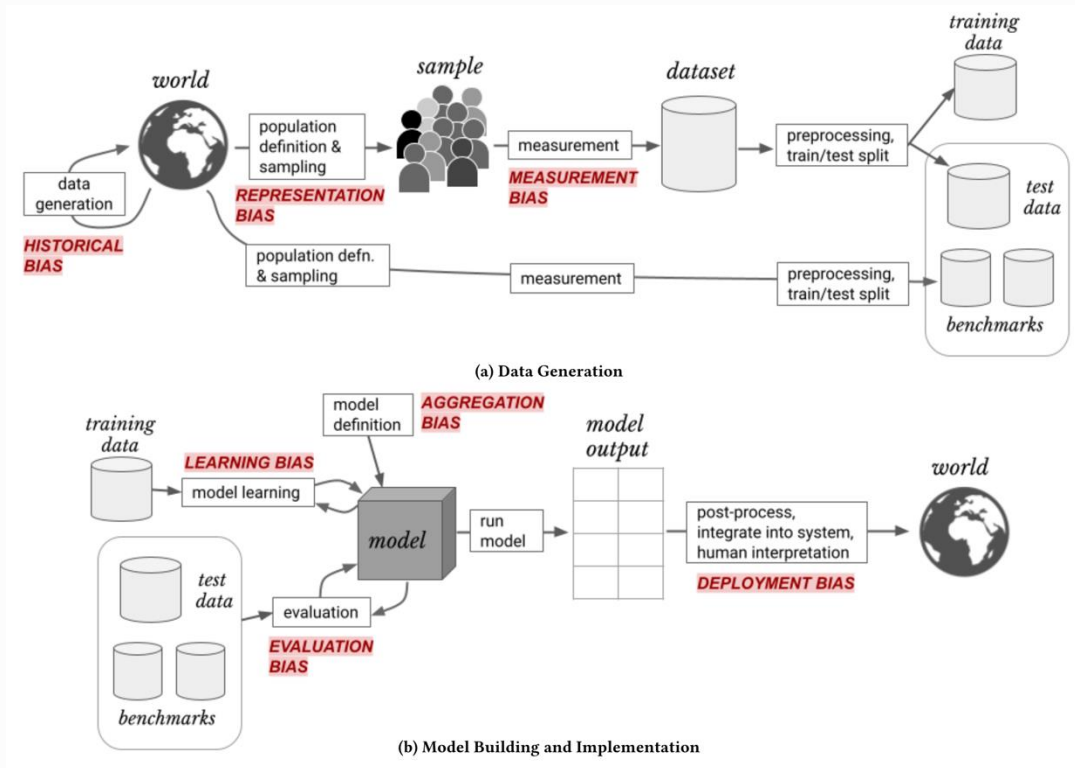 training
data
world
sample
dataset
population
definition &
sampling
measurement
preprocessing,
train/test split
data
generation
REPRESENTATION
BIAS
MEASUREMENT
BIAS
test
data
HISTORICAL
BIAS
population defn.
& sampling
measurement
preprocessing,
train/test split
benchmarks
(a) Data Generation
model
definition
AGGREGATION
BIAS
training
data
LEARNING BIAS
model learning
model
output
world
model
run
model
post-process,
integrate into system,
human interpretation
DEPLOYMENT BIAS
test
data
evaluation
EVALUATION
BIAS
benchmarks
(b) Model Building and Implementation